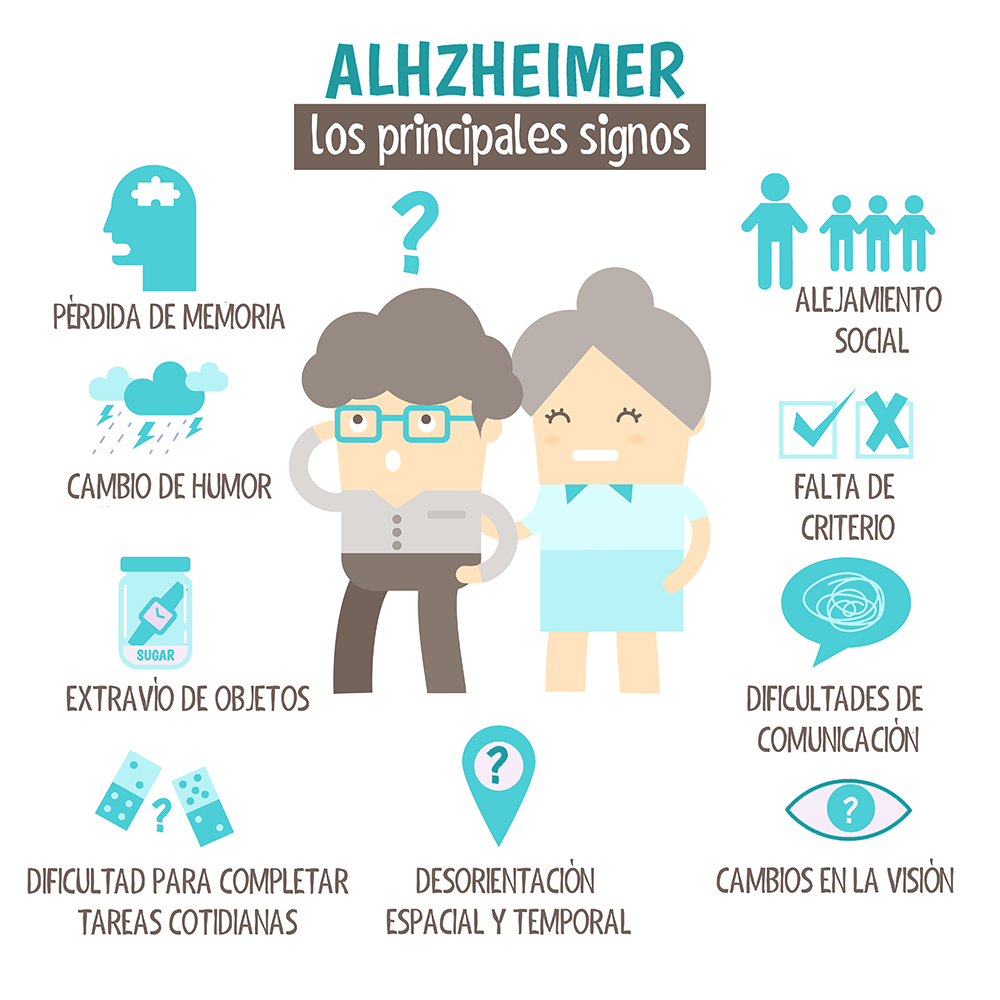 ALHZHEIMER
los principales signos
?
PÉRDIDA DE MEMORIA
ALEJAMIENTO
SOCIAL
CAMBIO DE HUMOR
FALTA DE
CRITERIO
SUGAR
EXTRAVÍO DE OBJETOS
DIFICULTADES DE
COMUNICACIÓN
?
DIFICULTAD PARA COMPLETAR
TAREAS COTIDIANAS
?
DESORIENTACIÓN
ESPACIAL Y TEMPORAL
?
CAMBIOS EN LA VISIÓN